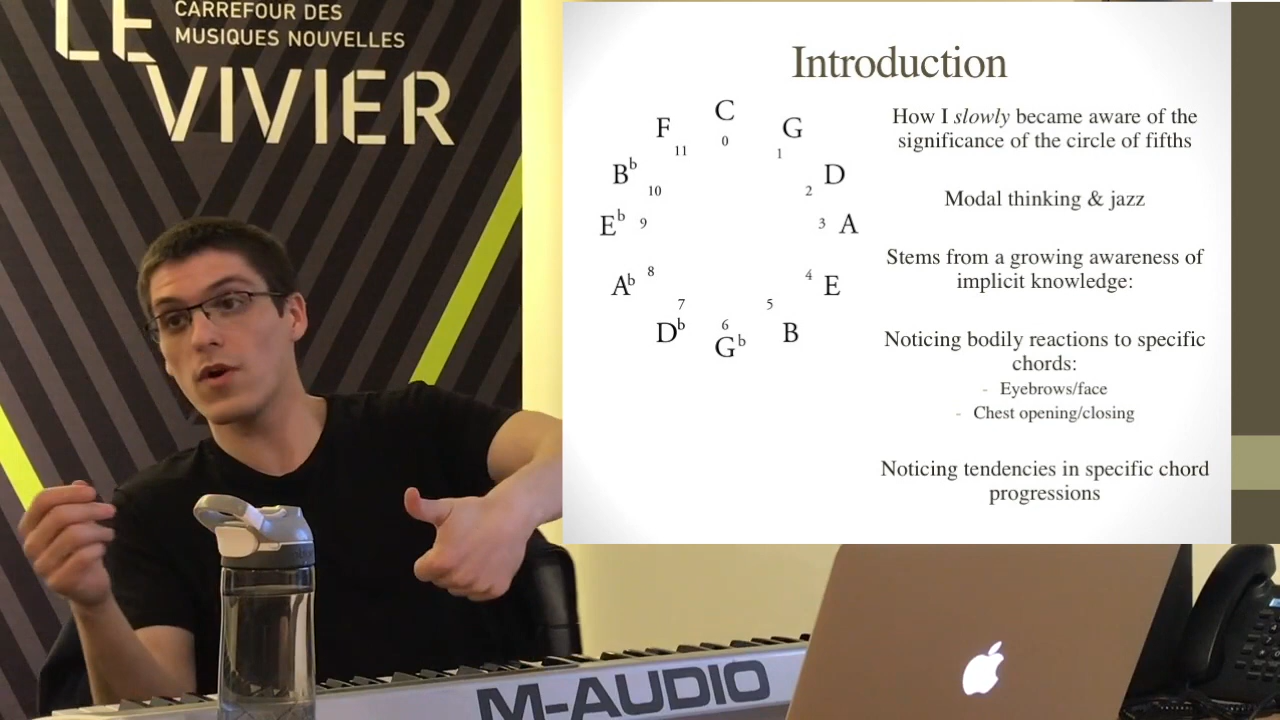 LE
CARREFOUR DES
MUSIQUES NOUVELLES
VIVIER
Introduction
C
F
G
11
0
1
B♭
D
10
2
E♭
9
3
A
A♭
8
4
E
7
5
D♭
6
B
G♭
How I slowly became aware of the
significance of the circle of fifths
Modal thinking & jazz
Stems from a growing awareness of
implicit knowledge:
Noticing bodily reactions to specific
chords:
- Eyebrows/face
- Chest opening/closing
Noticing tendencies in specific chord
progressions
M-AUDIO